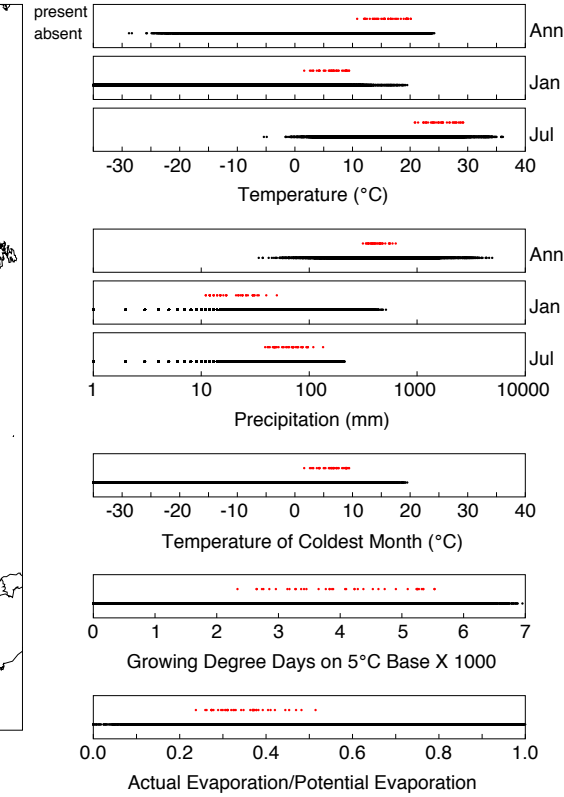 present
absent
Ann
Jan
Jul
-30 -20 -10 0 10 20 30 40
Temperature (°C)
Ann
Jan
Jul
1 10 100 1000 10000
Precipitation (mm)
-30 -20 -10 0 10 20 30 40
Temperature of Coldest Month (°C)
0 1 2 3 4 5 6 7
Growing Degree Days on 5°C Base X 1000
0.0 0.2 0.4 0.6 0.8 1.0
Actual Evaporation/Potential Evaporation